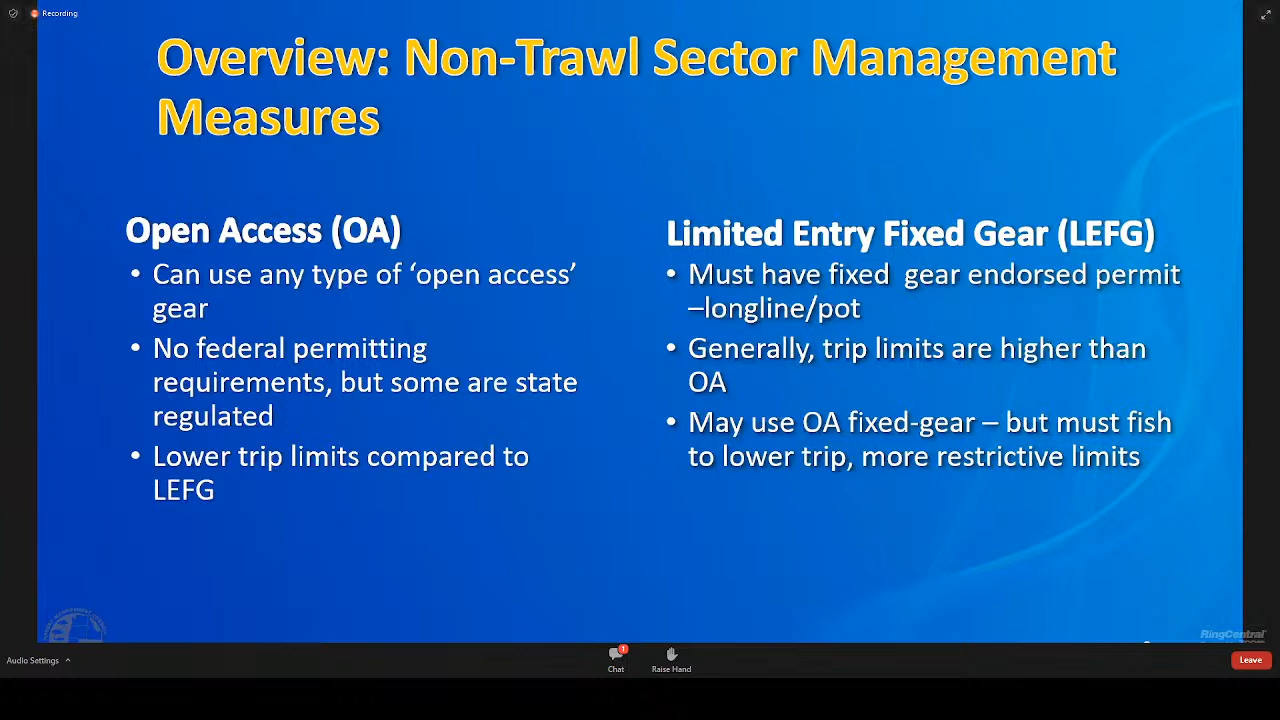 Recording
Overview: Non-Trawl Sector Management
Measures
Open Access (OA)
• Can use any type of ‘open access’
gear
• No federal permitting
requirements, but some are state
regulated
• Lower trip limits compared to
LEFG
Limited Entry Fixed Gear (LEFG)
• Must have fixed  gear endorsed permit
–longline/pot
• Generally, trip limits are higher than
OA
• May use OA fixed-gear – but must fish
to lower trip, more restrictive limits
RingCentral
Audio Settings
1
Chat
Raise Hand
Leave